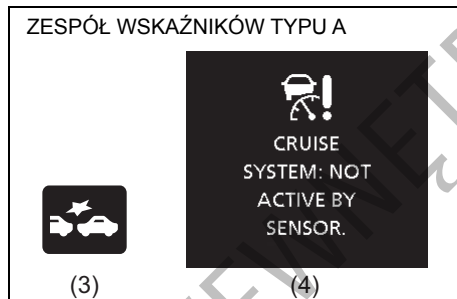 ZESPÓŁ WSKAŹNIKÓW TYPU A
CRUISE
SYSTEM: NOT
ACTIVE BY
SENSOR.
(3)
(4)